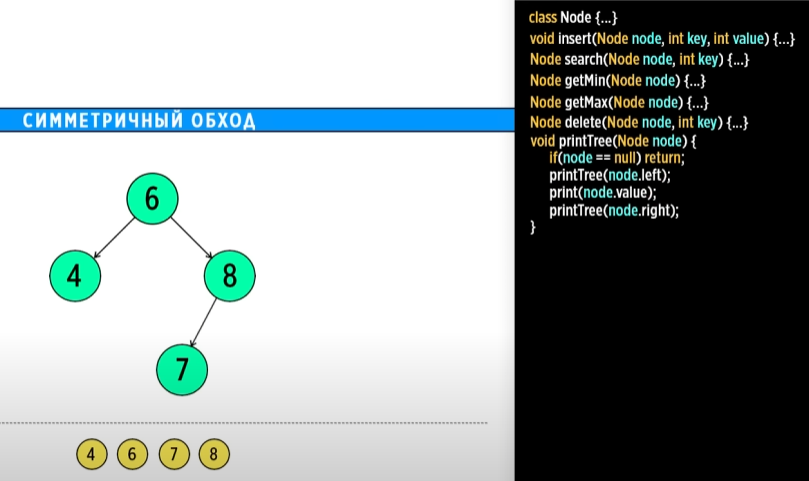 СИММЕТРИЧНЫЙ ОБХОД
6
4 8
7
4 6 7 8
class Node {...}
void insert(Node node, int key, int value) {...}
Node search(Node node, int key) {...}
Node getMin(Node node) {...}
Node getMax(Node node) {...}
Node delete(Node node, int key) {...}
void printTree(Node node) {
if(node == null) return;
printTree(node.left);
print(node.value);
printTree(node.right);
}